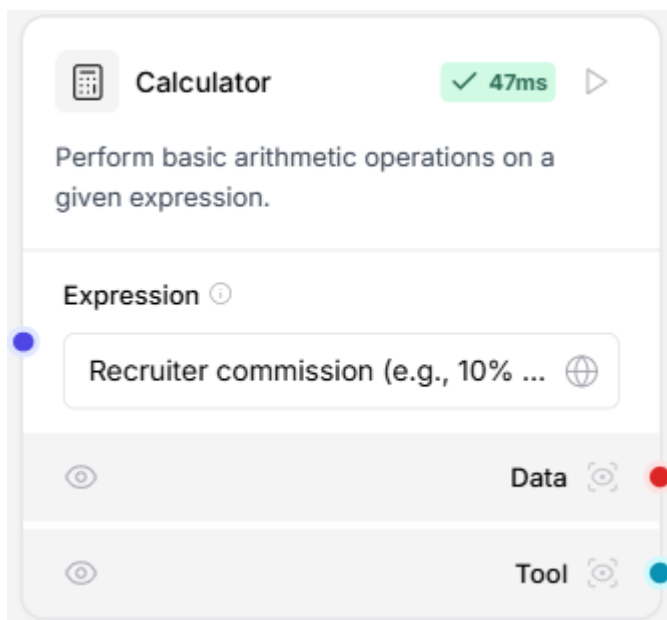 Calculator
47ms
Perform basic arithmetic operations on a
given expression.
Expression
Recruiter commission (e.g., 10% ...
Data
Tool